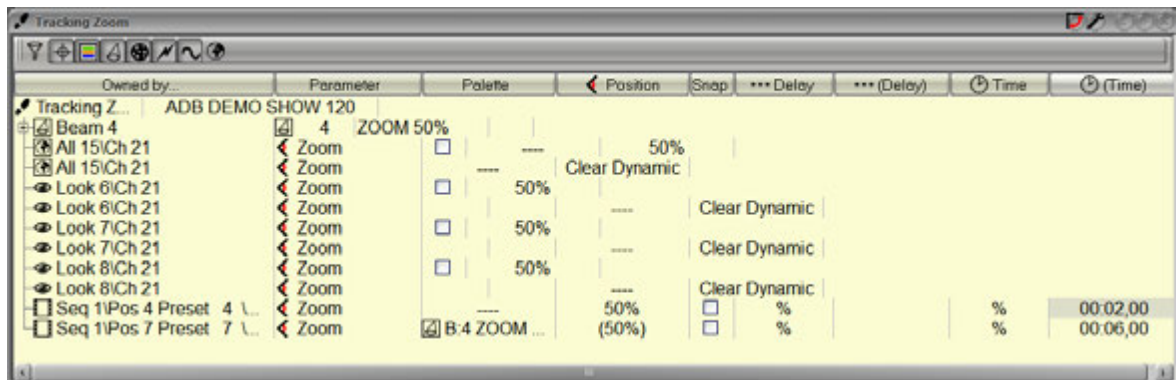 Tracking Zoom
Owned by... Parameter Palette Position Snap ••• Delay ••• (Delay) Time (Time)
Tracking Z... ADB DEMO SHOW 120
Beam 4 4 ZOOM 50%
All 15\Ch 21 Zoom ---- 50%
All 15\Ch 21 Zoom ---- Clear Dynamic
Look 6\Ch 21 Zoom 50%
Look 6\Ch 21 Zoom ---- Clear Dynamic
Look 7\Ch 21 Zoom 50%
Look 7\Ch 21 Zoom ---- Clear Dynamic
Look 8\Ch 21 Zoom 50%
Look 8\Ch 21 Zoom ---- Clear Dynamic
Seq 1\Pos 4 Preset 4 \... Zoom ---- 50% % % 00:02,00
Seq 1\Pos 7 Preset 7 \... Zoom B:4 ZOOM ... (50%) % % 00:06,00